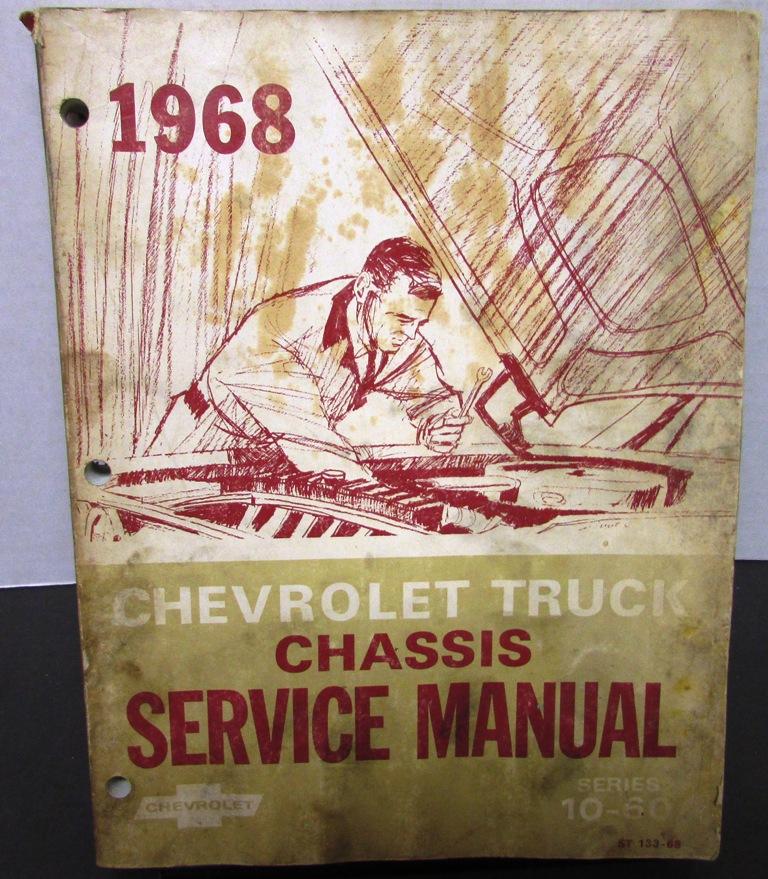 1968
CHEVROLET TRUCK
CHASSIS
SERVICE MANUAL
CHEVROLET
SERIES
10-60
ST 133-68